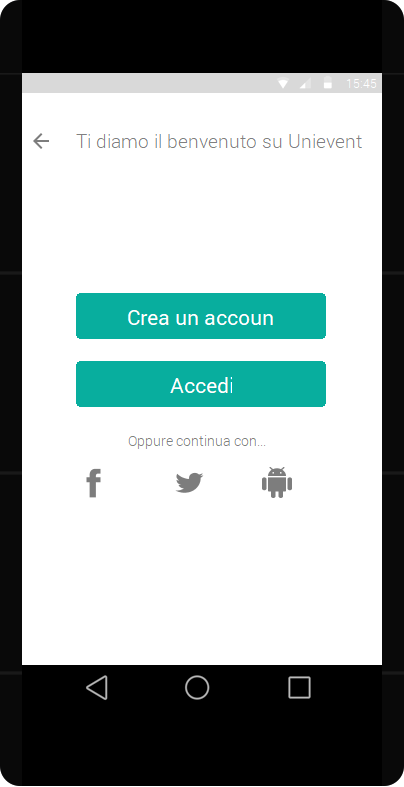 15:45
Ti diamo il benvenuto su Unievent
Crea un accoun
Accedi
Oppure continua con...